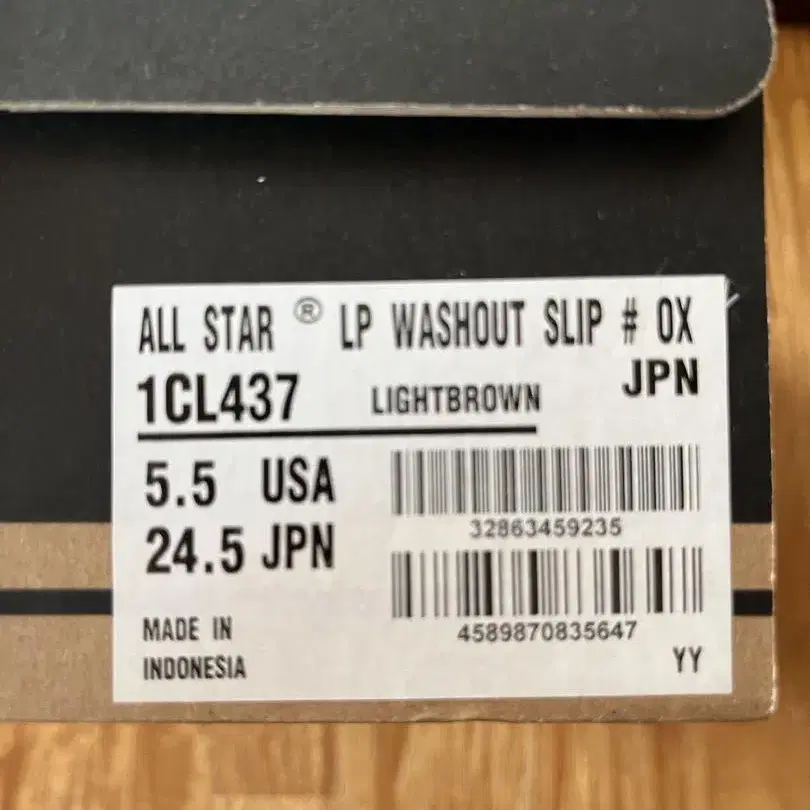 ALL STAR ® LP WASHOUT SLIP # OX
1CL437 LIGHTBROWN JPN
5.5 USA
32863459235
24.5 JPN
4589870835647
MADE IN
INDONESIA
YY